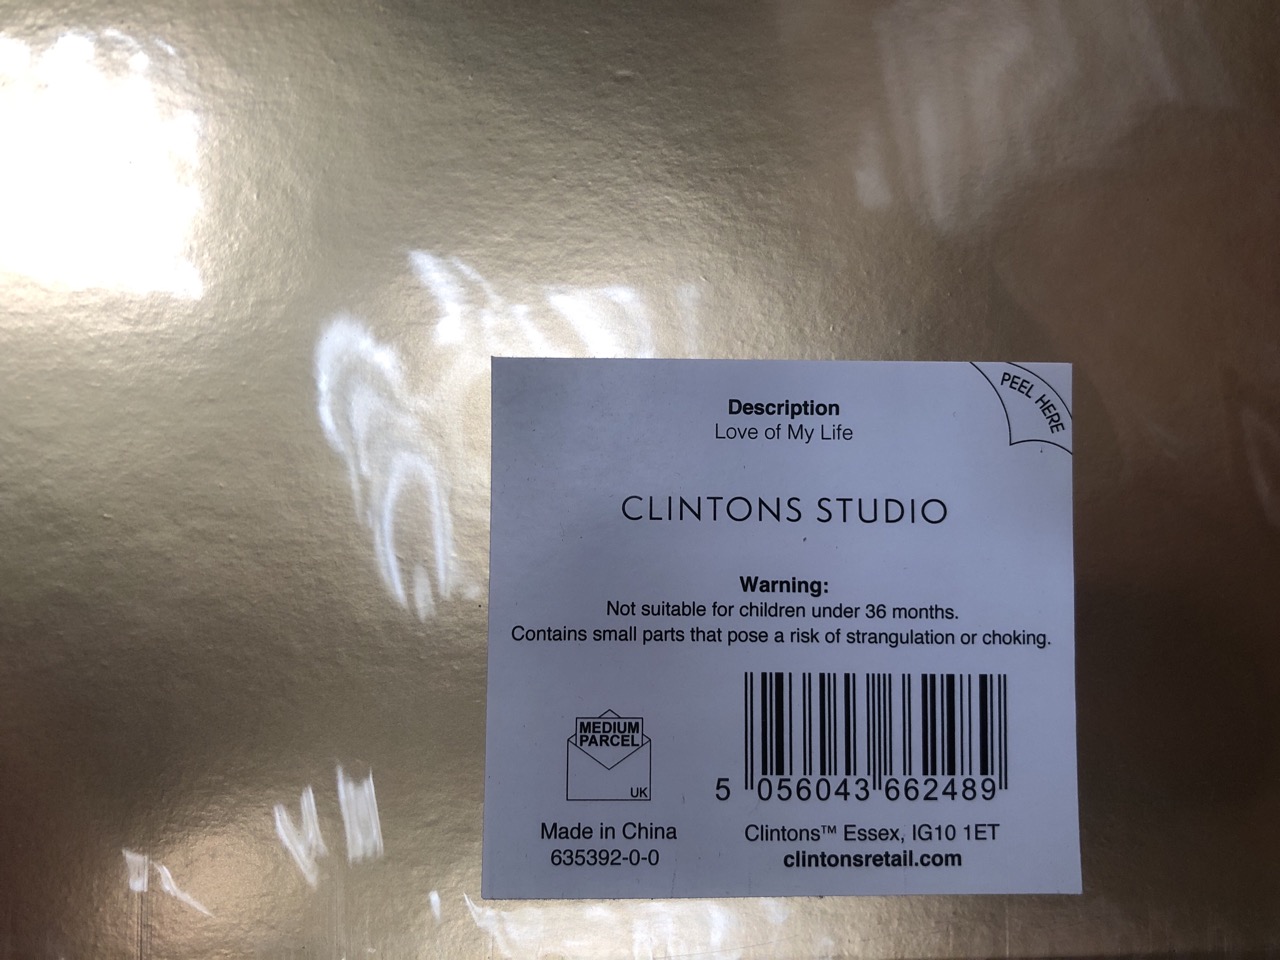 PEEL HERE
Description
Love of My Life
CLINTONS STUDIO
Warning:
Not suitable for children under 36 months.
Contains small parts that pose a risk of strangulation or choking.
MEDIUM
PARCEL
UK
5 056043 662489
Made in China
635392-0-0
Clintons™ Essex, IG10 1ET
clintonsretail.com